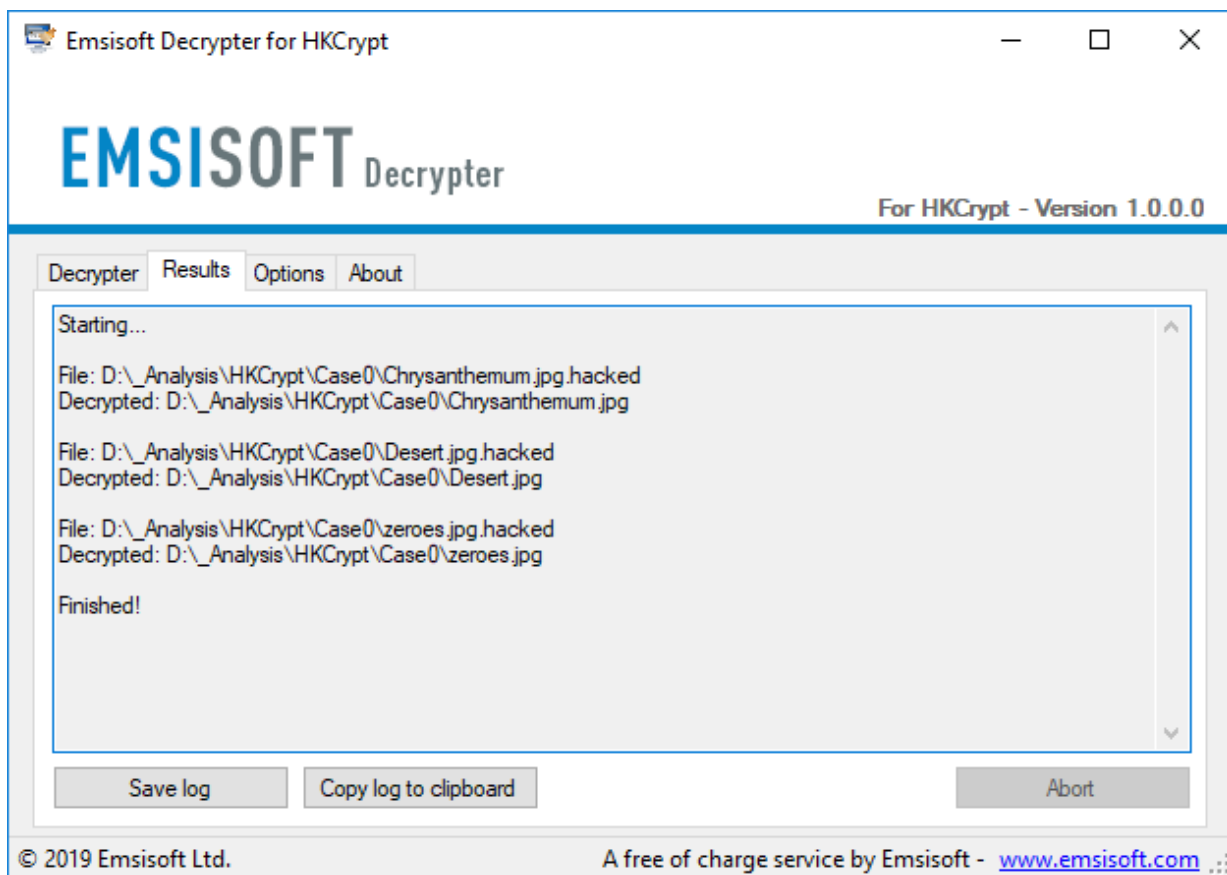 Emsisoft Decrypter for HKCrypt
EMSISOFT Decrypter
For HKCrypt - Version 1.0.0.0
Decrypter Results Options About
Starting...
File: D:\_Analysis\HKCrypt\Case0\Chrysanthemum.jpg.hacked
Decrypted: D:\_Analysis\HKCrypt\Case0\Chrysanthemum.jpg
File: D:\_Analysis\HKCrypt\Case0\Desert.jpg.hacked
Decrypted: D:\_Analysis\HKCrypt\Case0\Desert.jpg
File: D:\_Analysis\HKCrypt\Case0\zeroes.jpg.hacked
Decrypted: D:\_Analysis\HKCrypt\Case0\zeroes.jpg
Finished!
Save log Copy log to clipboard Abort
© 2019 Emsisoft Ltd. A free of charge service by Emsisoft - www.emsisoft.com